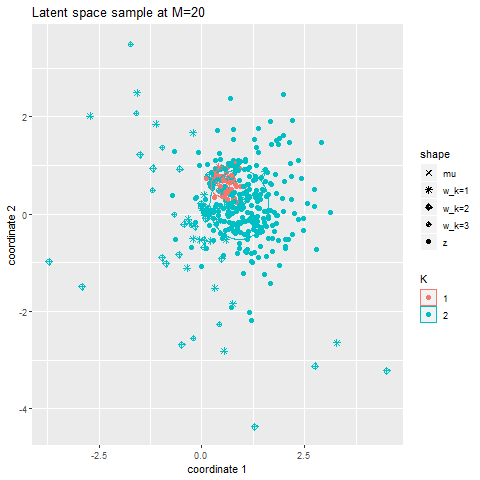 Latent space sample at M=20
2
0
-2
-4
coordinate 2
-2.5
0.0
2.5
coordinate 1
shape
mu
w_k=1
w_k=2
w_k=3
z
K
1
2